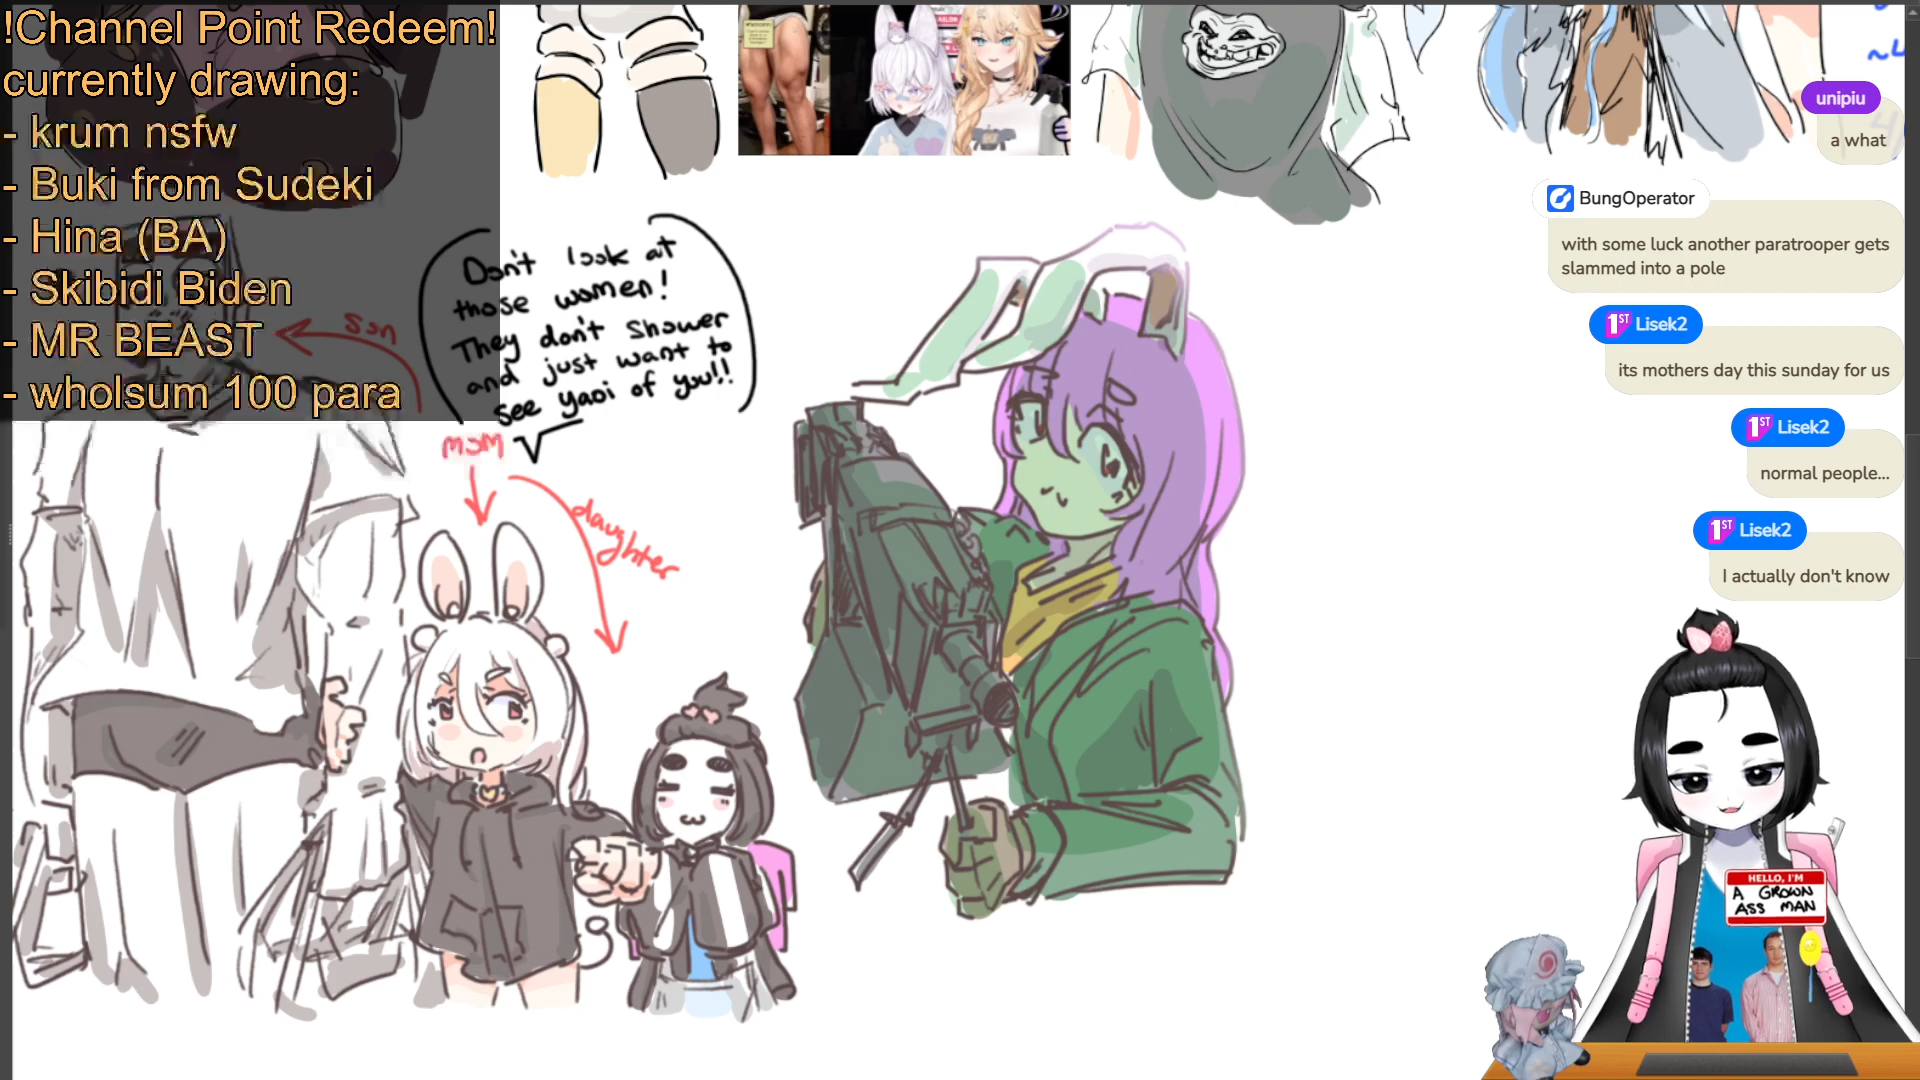 !Channel Point Redeem!
currently drawing:
- krum nsfw
- Buki from Sudeki
- Hina (BA)
- Skibidi Biden
- MR BEAST
- wholsum 100 para
son
Don't look at
those women!
They don't shower
and just want to
see yaoi of you!!
mom
daughter
unipiu
a what
BungOperator
with some luck another paratrooper gets
slammed into a pole
1ST Lisek2
its mothers day this sunday for us
1ST Lisek2
normal people...
1ST Lisek2
I actually don't know
HELLO, I'M
A GROWN
ASS MAN